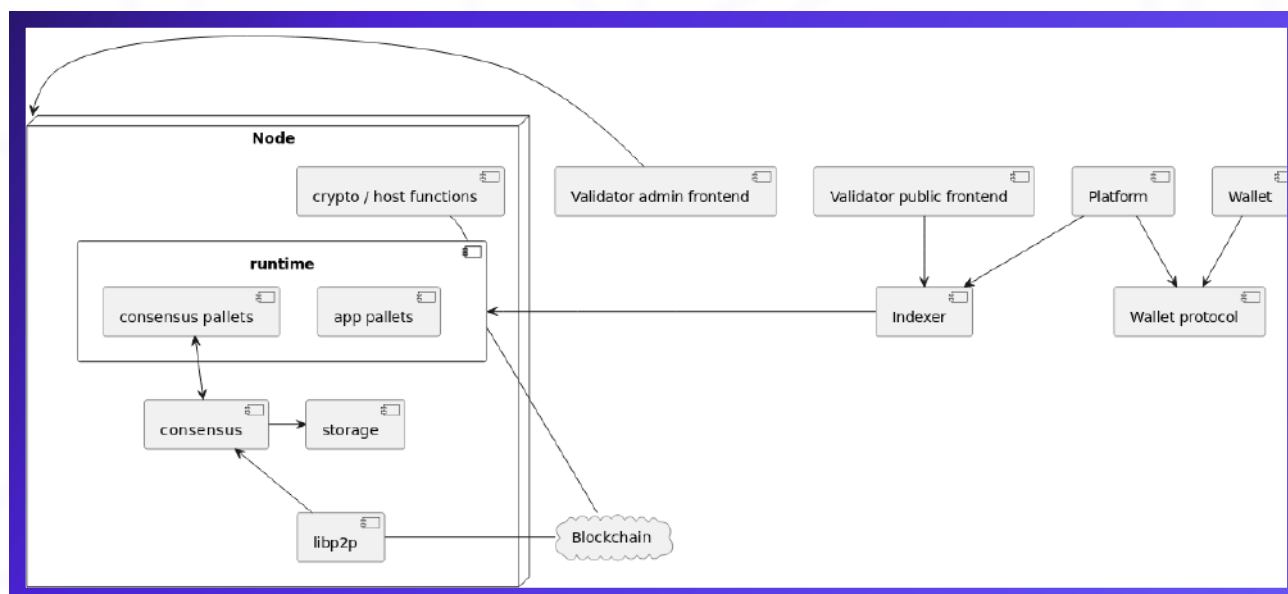 Node
crypto / host functions
Validator admin frontend
Validator public frontend
Platform
Wallet
runtime
consensus pallets
app pallets
Indexer
Wallet protocol
consensus
storage
libp2p
Blockchain